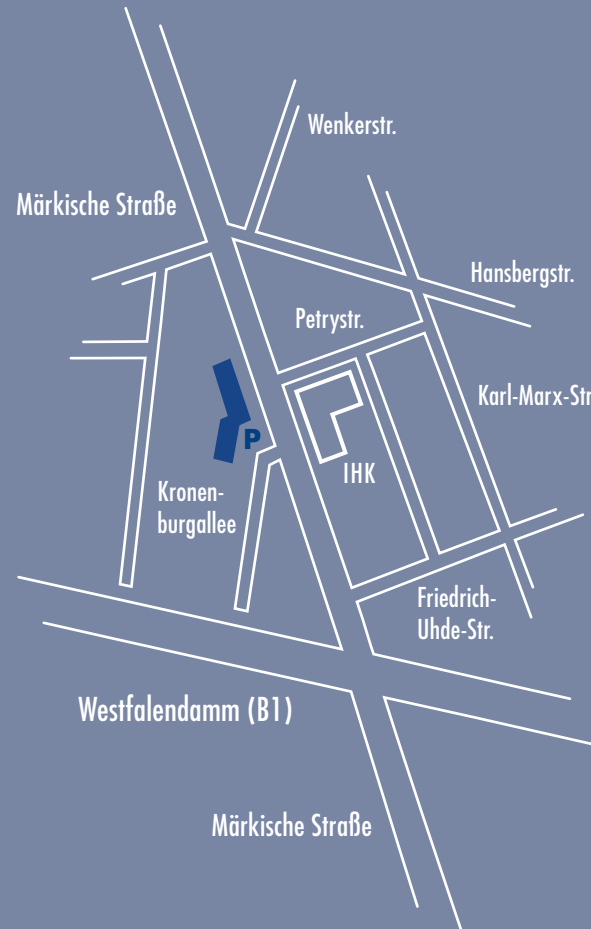 Wenkerstr.
Märkische Straße
Hansbergstr.
Petrystr.
Karl-Marx-Str
P
IHK
Kronen-
burgallee
Friedrich-
Uhde-Str.
Westfalendamm (B1)
Märkische Straße